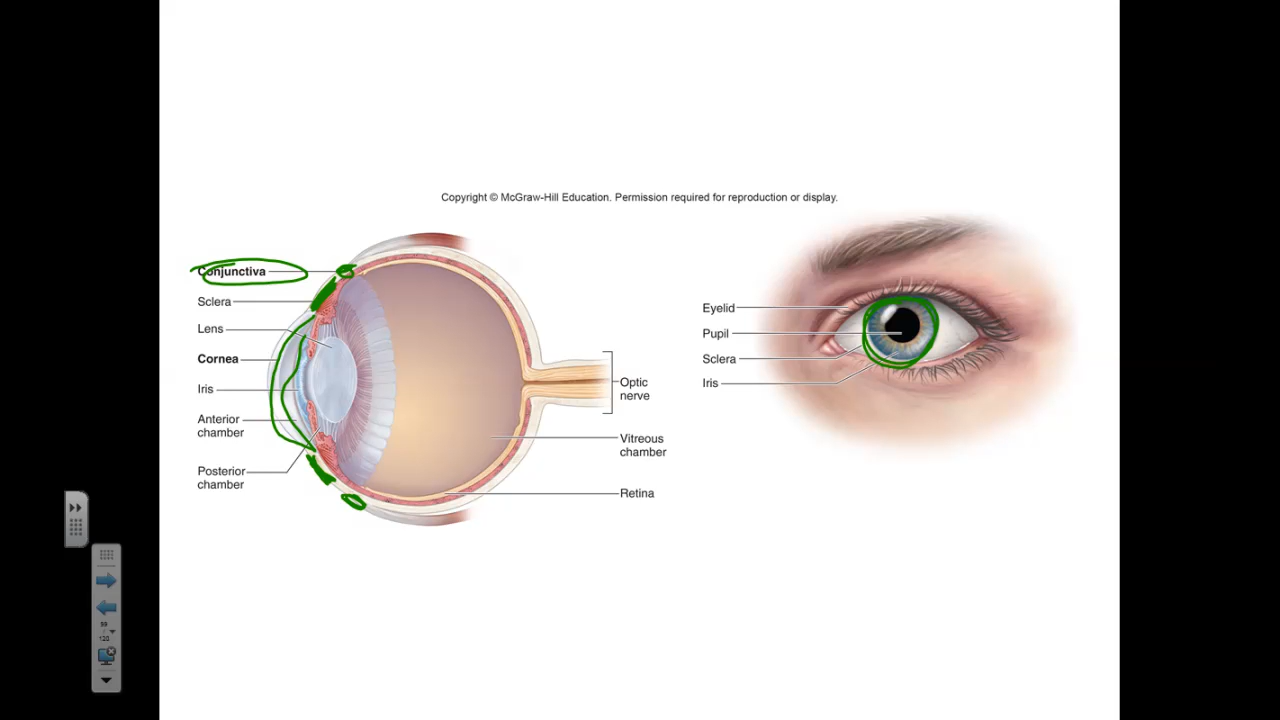 Copyright © McGraw-Hill Education. Permission required for reproduction or display.
Conjunctiva
Sclera
Lens
Cornea
Iris
Anterior
chamber
Posterior
chamber
Optic
nerve
Vitreous
chamber
Retina
Eyelid
Pupil
Sclera
Iris